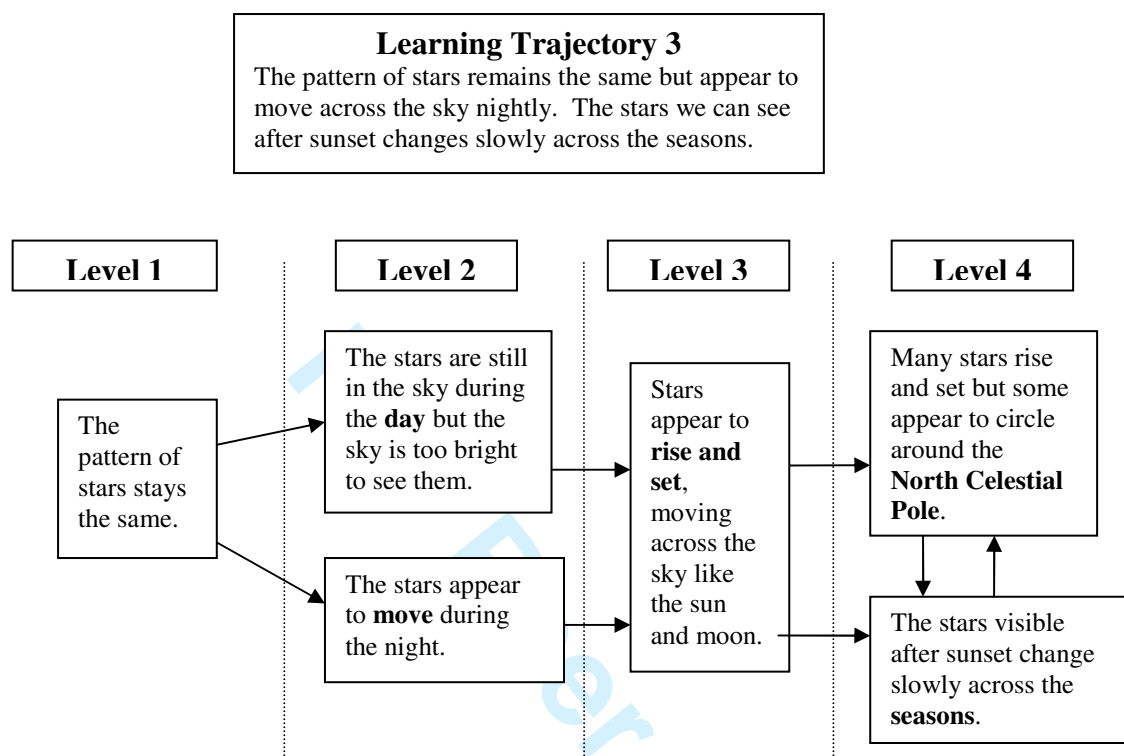 Learning Trajectory 3
The pattern of stars remains the same but appear to
move across the sky nightly. The stars we can see
after sunset changes slowly across the seasons.
Level 1
Level 2
Level 3
Level 4
The
pattern of
stars stays
the same.
The stars are still
in the sky during
the day but the
sky is too bright
to see them.
The stars appear
to move during
the night.
Stars
appear to
rise and
set,
moving
across the
sky like
the sun
and moon.
Many stars rise
and set but some
appear to circle
around the
North Celestial
Pole.
The stars visible
after sunset change
slowly across the
seasons.